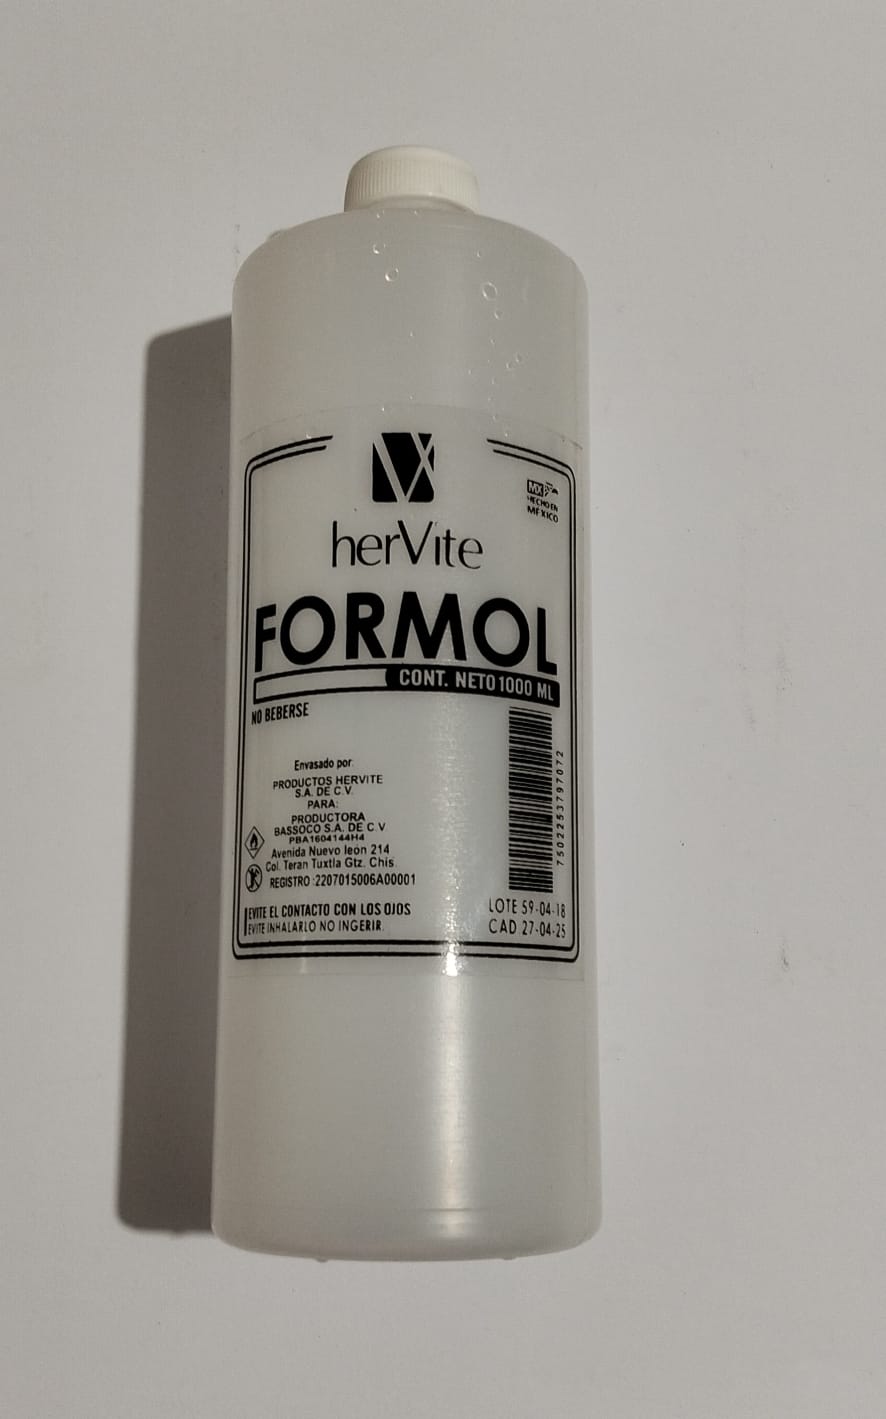 MX
HECHO EN
MÉXICO
herVite
FORMOL
CONT. NETO 1000 ML
NO BEBERSE
7502253797072
Envasado por:
PRODUCTOS HERVITE
S.A. DE C.V.
PARA:
PRODUCTORA
BASSOCO S.A. DE C.V
PBA1604144H4
Avenida Nuevo león 214
Col. Teran Tuxtla Gtz. Chis.
REGISTRO :2207015006A00001
EVITE EL CONTACTO CON LOS OJOS
EVITE INHALARLO NO INGERIR.
LOTE 59-04-18
CAD 27-04-25